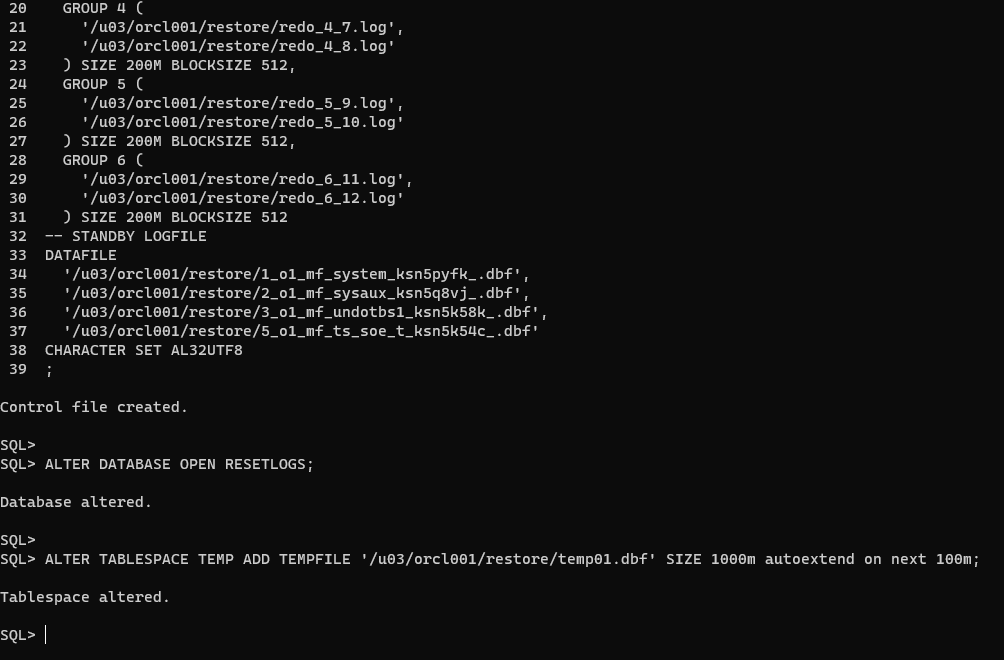 20    GROUP 4 (
21      '/u03/orcl001/restore/redo_4_7.log',
22      '/u03/orcl001/restore/redo_4_8.log'
23    ) SIZE 200M BLOCKSIZE 512,
24    GROUP 5 (
25      '/u03/orcl001/restore/redo_5_9.log',
26      '/u03/orcl001/restore/redo_5_10.log'
27    ) SIZE 200M BLOCKSIZE 512,
28    GROUP 6 (
29      '/u03/orcl001/restore/redo_6_11.log',
30      '/u03/orcl001/restore/redo_6_12.log'
31    ) SIZE 200M BLOCKSIZE 512
32  -- STANDBY LOGFILE
33  DATAFILE
34    '/u03/orcl001/restore/1_o1_mf_system_ksn5pyfk_.dbf',
35    '/u03/orcl001/restore/2_o1_mf_sysaux_ksn5q8vj_.dbf',
36    '/u03/orcl001/restore/3_o1_mf_undotbs1_ksn5k58k_.dbf',
37    '/u03/orcl001/restore/5_o1_mf_ts_soe_t_ksn5k54c_.dbf'
38  CHARACTER SET AL32UTF8
39  ;
Control file created.
SQL>
SQL> ALTER DATABASE OPEN RESETLOGS;
Database altered.
SQL>
SQL> ALTER TABLESPACE TEMP ADD TEMPFILE '/u03/orcl001/restore/temp01.dbf' SIZE 1000m autoextend on next 100m;
Tablespace altered.
SQL>